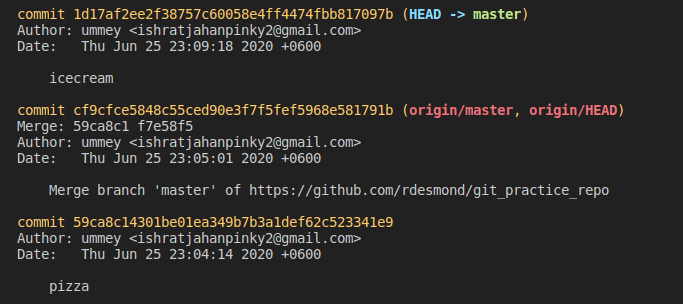 commit 1d17af2ee2f38757c60058e4ff4474fbb817097b (HEAD -> master)
Author: ummey <ishratjahanpinky2@gmail.com>
Date:   Thu Jun 25 23:09:18 2020 +0600
    icecream
commit cf9cfce5848c55ced90e3f7f5fef5968e581791b (origin/master, origin/HEAD)
Merge: 59ca8c1 f7e58f5
Author: ummey <ishratjahanpinky2@gmail.com>
Date:   Thu Jun 25 23:05:01 2020 +0600
    Merge branch 'master' of https://github.com/rdesmond/git_practice_repo
commit 59ca8c14301be01ea349b7b3a1def62c523341e9
Author: ummey <ishratjahanpinky2@gmail.com>
Date:   Thu Jun 25 23:04:14 2020 +0600
    pizza